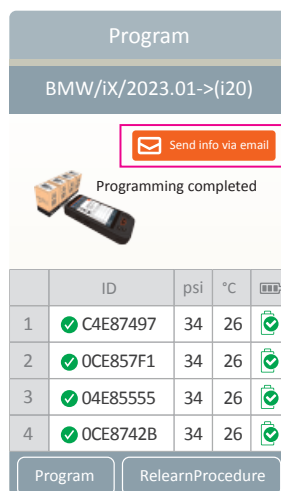 Program
BMW/iX/2023.01->(i20)
Send info via email
Programming completed
ID psi °C
1 C4E87497 34 26
2 0CE857F1 34 26
3 04E85555 34 26
4 0CE8742B 34 26
Program RelearnProcedure